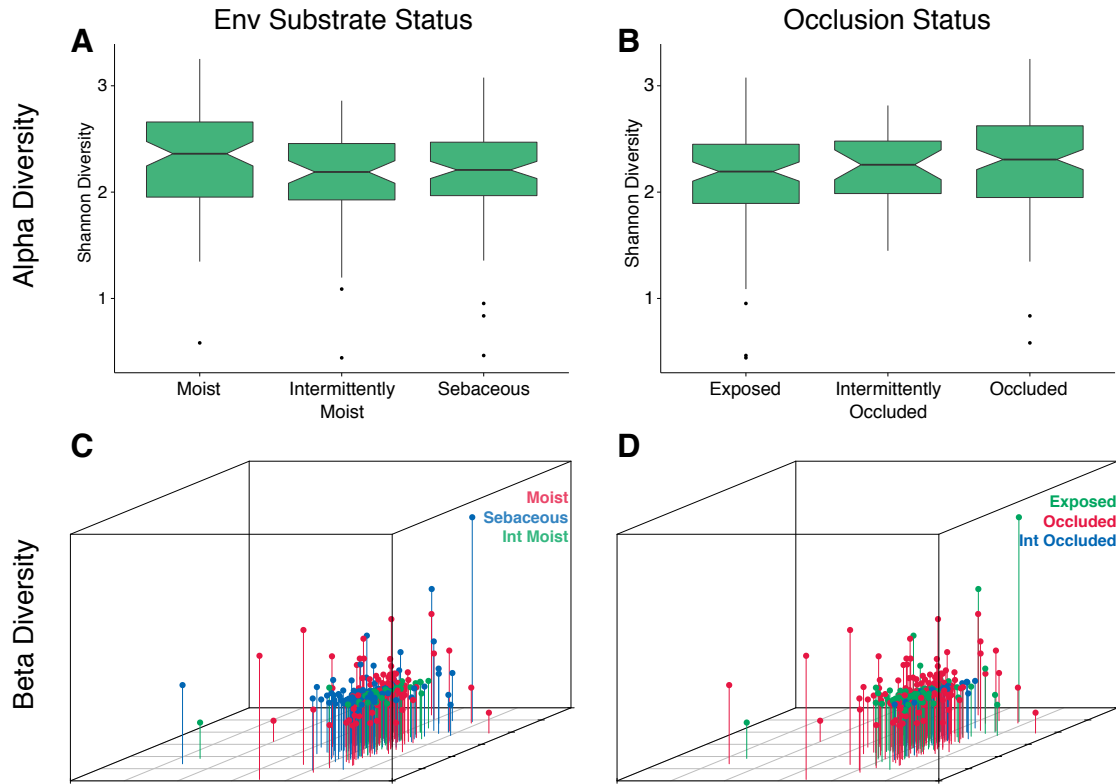 Env Substrate Status
Occlusion Status
Alpha Diversity
A
Shannon Diversity
3
2
1
Moist
Intermittently
Moist
Sebaceous
B
Shannon Diversity
3
2
1
Exposed
Intermittently
Occluded
Occluded
Beta Diversity
C
Moist
Sebaceous
Int Moist
D
Exposed
Occluded
Int Occluded